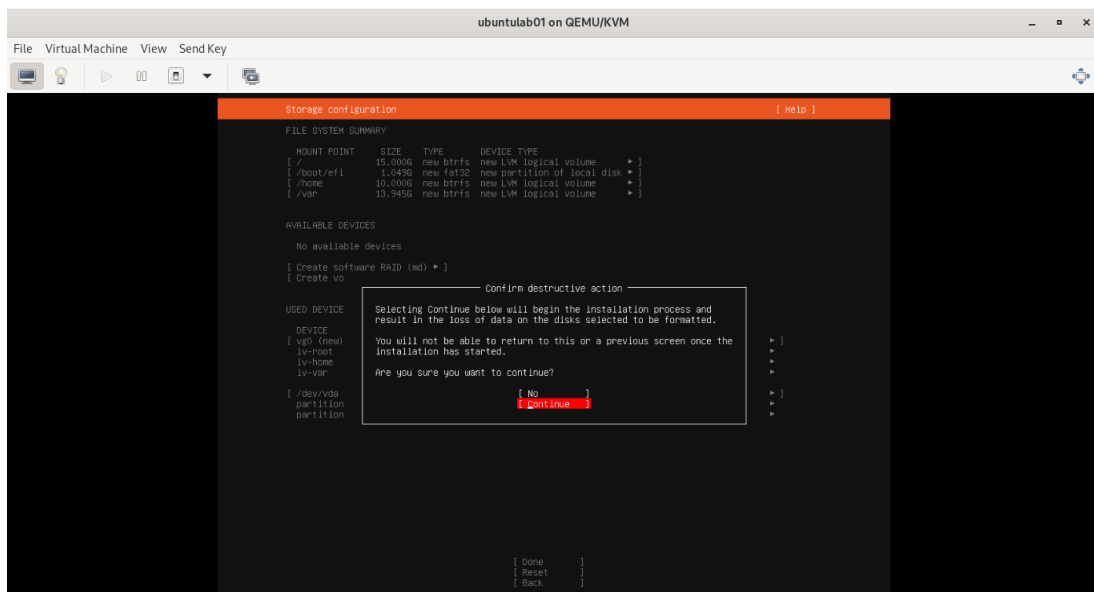 ubuntulab01 on QEMU/KVM
File Virtual Machine View Send Key
Storage configuration [ Help ]
FILE SYSTEM SUMMARY
MOUNT POINT SIZE TYPE DEVICE TYPE
[ / 15.000G new btrfs new LVM logical volume ▸ ]
[ /boot/efi 1.049G new fat32 new partition of local disk ▸ ]
[ /home 10.000G new btrfs new LVM logical volume ▸ ]
[ /var 13.945G new btrfs new LVM logical volume ▸ ]
AVAILABLE DEVICES
No available devices
[ Create software RAID (md) ▸ ]
[ Create vo
Confirm destructive action
USED DEVICE
Selecting Continue below will begin the installation process and
result in the loss of data on the disks selected to be formatted.
DEVICE
[ vg0 (new) ▸ ]
lv-root ▸
lv-home ▸
lv-var ▸
You will not be able to return to this or a previous screen once the
installation has started.
Are you sure you want to continue?
[ /dev/vda ▸ ]
partition ▸
partition ▸
[ No ]
[ Continue ]
[ Done ]
[ Reset ]
[ Back ]